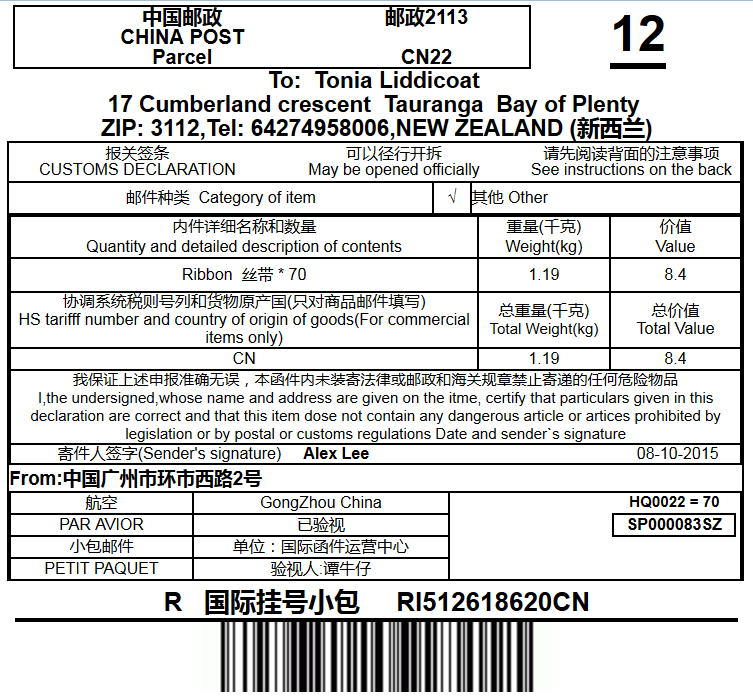 中国邮政 邮政2113
CHINA POST
Parcel CN22
12
To: Tonia Liddicoat
17 Cumberland crescent Tauranga Bay of Plenty
ZIP: 3112,Tel: 64274958006,NEW ZEALAND (新西兰)
报关签条 可以径行开拆 请先阅读背面的注意事项
CUSTOMS DECLARATION May be opened officially See instructions on the back
邮件种类 Category of item √ 其他 Other
内件详细名称和数量 重量(千克) 价值
Quantity and detailed description of contents Weight(kg) Value
Ribbon 丝带 * 70 1.19 8.4
协调系统税则号列和货物原产国(只对商品邮件填写) 总重量(千克) 总价值
HS tarifff number and country of origin of goods(For commercial Total Weight(kg) Total Value
items only)
CN 1.19 8.4
我保证上述申报准确无误，本函件内未装寄法律或邮政和海关规章禁止寄递的任何危险物品
I,the undersigned,whose name and address are given on the itme, certify that particulars given in this
declaration are correct and that this item dose not contain any dangerous article or artices prohibited by
legislation or by postal or customs regulations Date and sender`s signature
寄件人签字(Sender's signature) Alex Lee 08-10-2015
From:中国广州市环市西路2号
航空 GongZhou China HQ0022 = 70
PAR AVIOR 已验视 SP000083SZ
小包邮件 单位：国际函件运营中心
PETIT PAQUET 验视人:谭牛仔
R 国际挂号小包 RI512618620CN